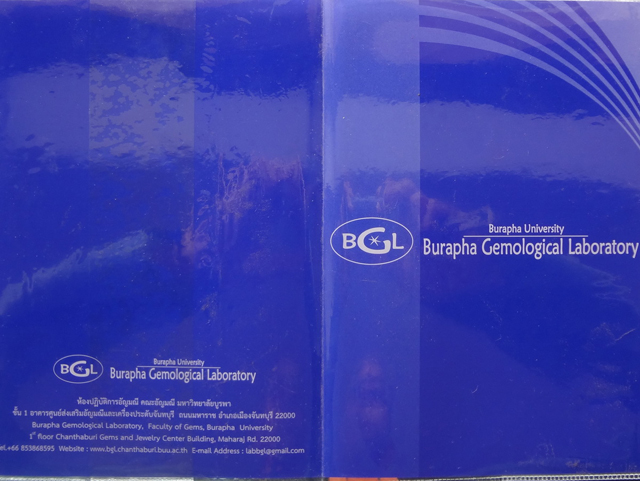 BGL
Burapha University
Burapha Gemological Laboratory
ห้องปฏิบัติการอัญมณี คณะอัญมณี มหาวิทยาลัยบูรพา
ชั้น 1 อาคารศูนย์ส่งเสริมอัญมณีและเครื่องประดับจันทบุรี ถนนมหาราช อำเภอเมืองจันทบุรี 22000
Burapha Gemological Laboratory, Faculty of Gems, Burapha University
1st floor Chanthaburi Gems and Jewelry Center Building, Maharaj Rd. 22000
el.+66 853868595 Website : www.bgl.chanthaburi.buu.ac.th E-mail Address : labbgl@gmail.com
BGL
Burapha University
Burapha Gemological Laboratory